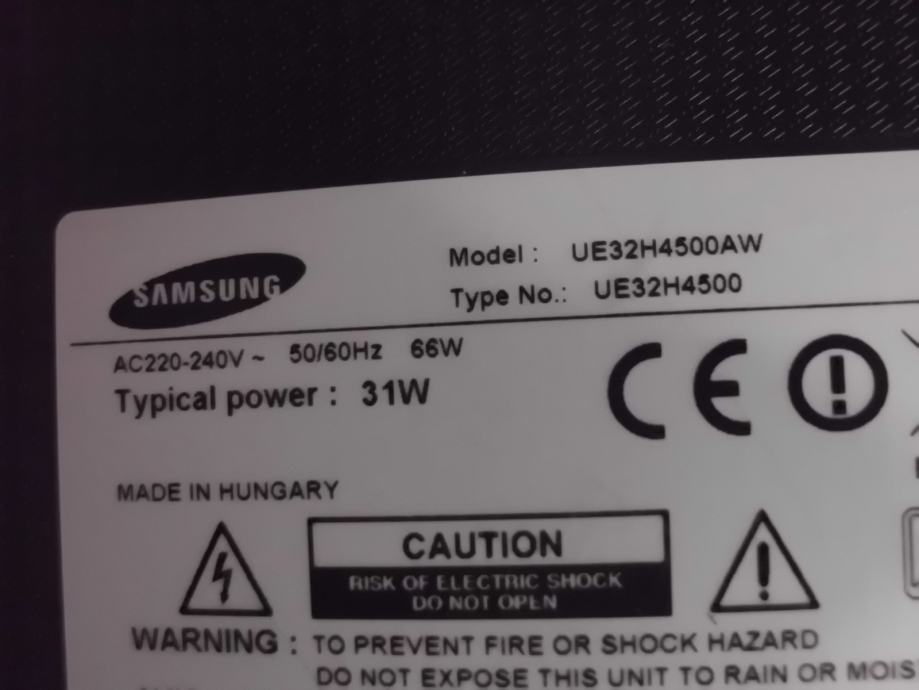 SAMSUNG
Model : UE32H4500AW
Type No.: UE32H4500
AC220-240V ~ 50/60Hz 66W
Typical power : 31W
CE
MADE IN HUNGARY
CAUTION
RISK OF ELECTRIC SHOCK
DO NOT OPEN
WARNING : TO PREVENT FIRE OR SHOCK HAZARD
DO NOT EXPOSE THIS UNIT TO RAIN OR MOIS